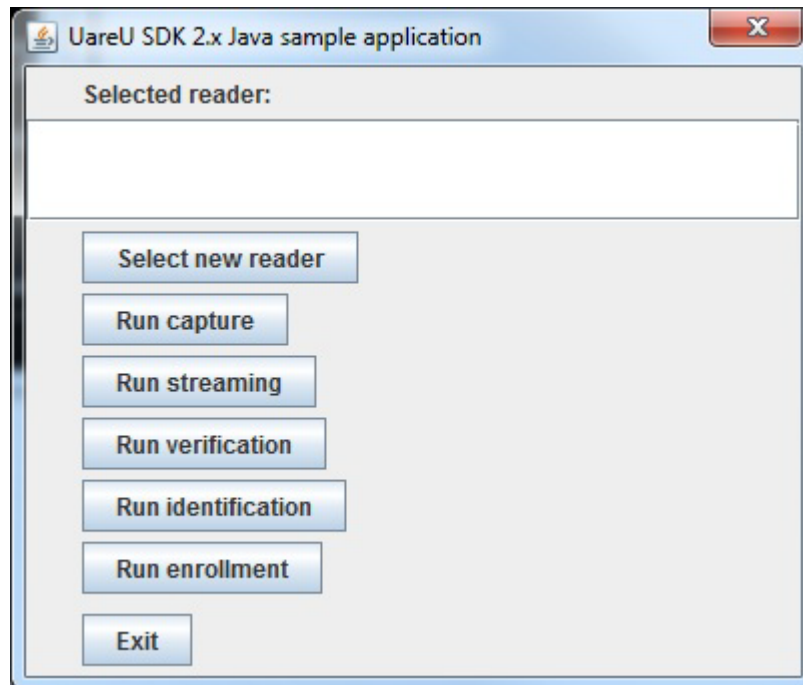 UareU SDK 2.x Java sample application
Selected reader:
Select new reader
Run capture
Run streaming
Run verification
Run identification
Run enrollment
Exit